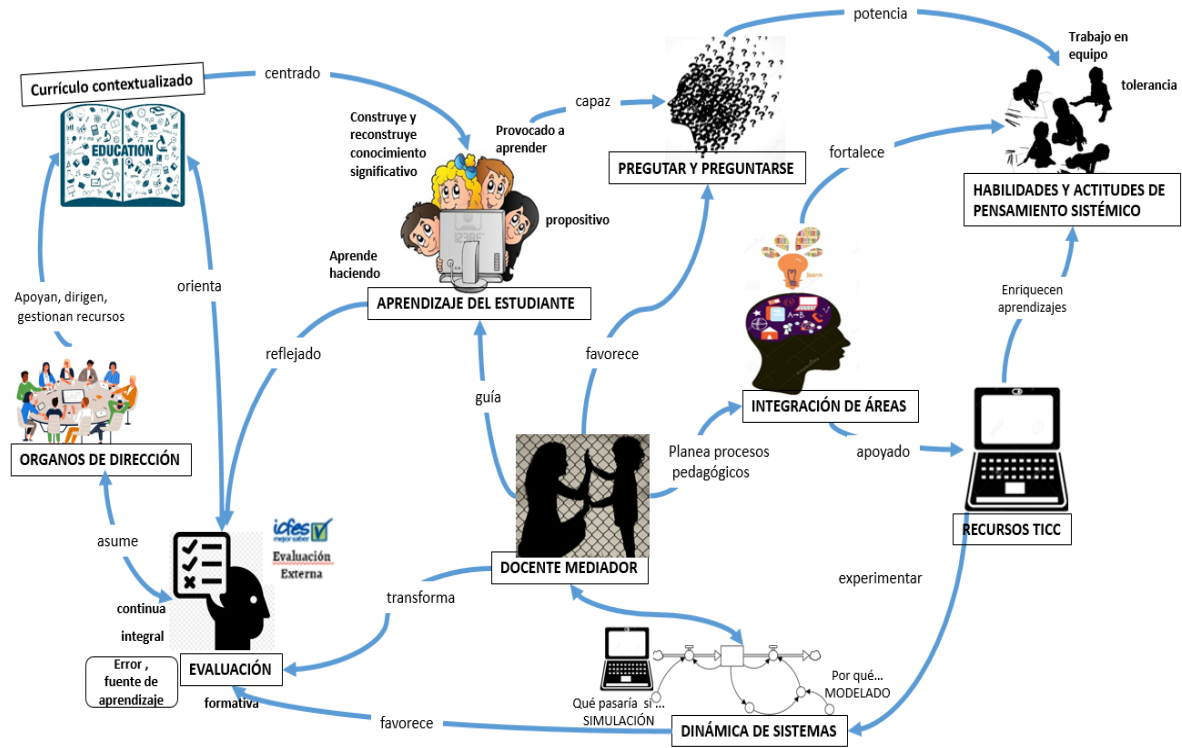 potencia
Trabajo en
equipo
tolerancia
Currículo contextualizado
centrado
EDUCATION
Construye y
reconstruye
conocimiento
significativo
Provocado a
aprender
capaz
PREGUTAR Y PREGUNTARSE
fortalece
HABILIDADES Y ACTITUDES DE
PENSAMIENTO SISTÉMICO
propositivo
Aprende
haciendo
APRENDIZAJE DEL ESTUDIANTE
orienta
Apoyan, dirigen,
gestionan recursos
learn
A→B
Enriquecen
aprendizajes
reflejado
favorece
guía
INTEGRACIÓN DE ÁREAS
ORGANOS DE DIRECCIÓN
Planea procesos
pedagógicos
apoyado
RECURSOS TICC
asume
icfes
mejor saber
Evaluación
Externa
DOCENTE MEDIADOR
experimentar
continua
integral
transforma
EVALUACIÓN
Error ,
fuente de
aprendizaje
formativa
Qué pasaría si ...
SIMULACIÓN
Por qué...
MODELADO
favorece
DINÁMICA DE SISTEMAS